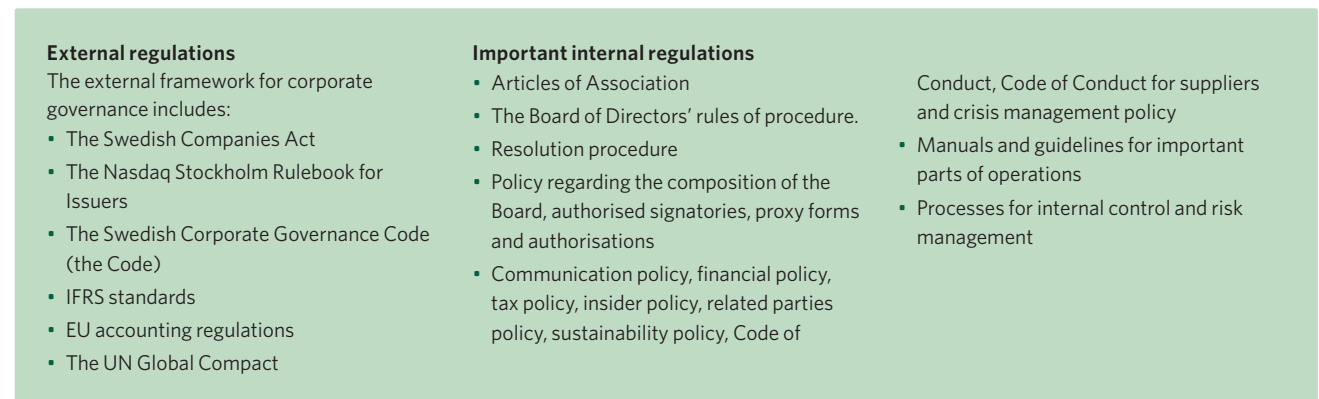 External regulations
The external framework for corporate
governance includes:
• The Swedish Companies Act
• The Nasdaq Stockholm Rulebook for
Issuers
• The Swedish Corporate Governance Code
(the Code)
• IFRS standards
• EU accounting regulations
• The UN Global Compact
Important internal regulations
• Articles of Association
• The Board of Directors’ rules of procedure.
• Resolution procedure
• Policy regarding the composition of the
Board, authorised signatories, proxy forms
and authorisations
• Communication policy, financial policy,
tax policy, insider policy, related parties
policy, sustainability policy, Code of
Conduct, Code of Conduct for suppliers
and crisis management policy
• Manuals and guidelines for important
parts of operations
• Processes for internal control and risk
management